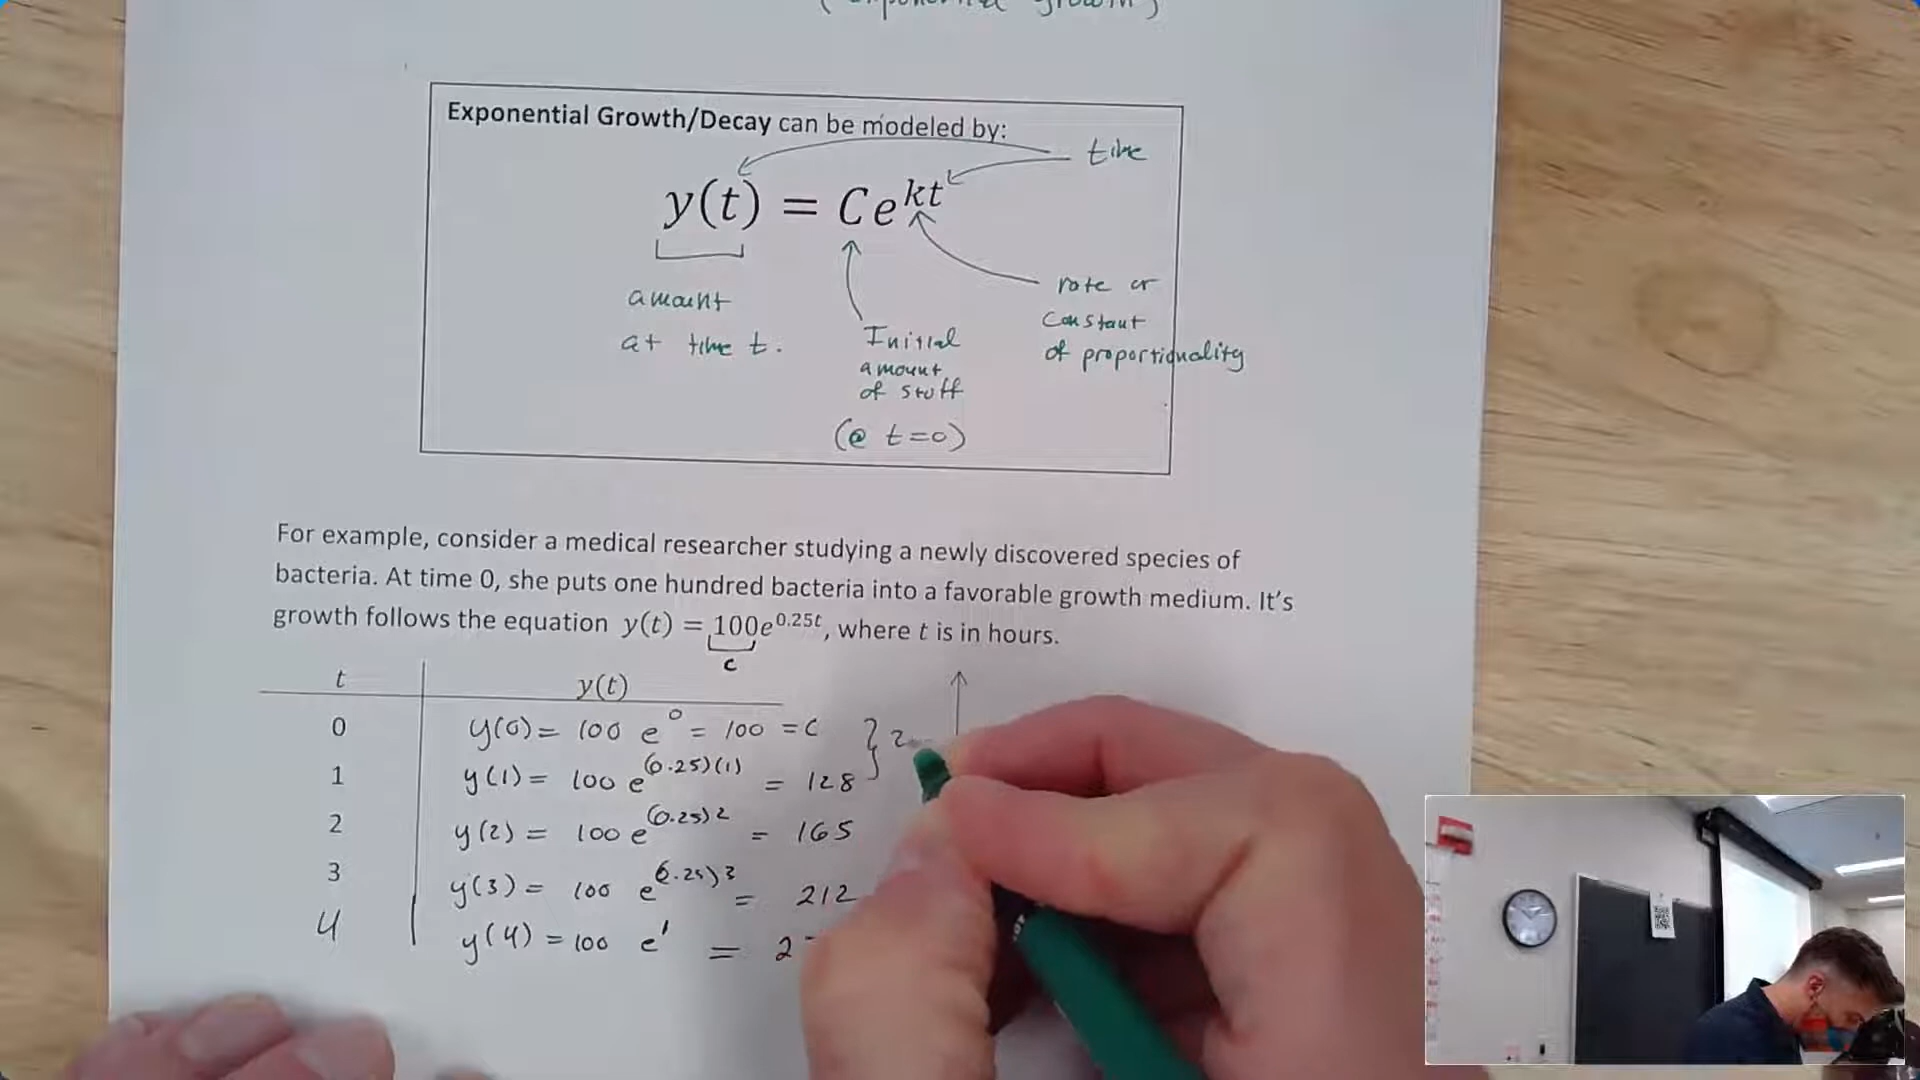 (exponential growth)
Exponential Growth/Decay can be modeled by:
time
y(t) = Ce^{kt}
amount
at time t.
Initial
amount
of stuff
(@ t=0)
rate or
constant
of proportionality
For example, consider a medical researcher studying a newly discovered species of
bacteria. At time 0, she puts one hundred bacteria into a favorable growth medium. It's
growth follows the equation y(t) = 100e^{0.25t}, where t is in hours.
c
t y(t)
0 y(0) = 100 e^{0} = 100 = C
1 y(1) = 100 e^{(0.25)(1)} = 128
2 y(2) = 100 e^{(0.25)2} = 165
3 y(3) = 100 e^{(0.25)3} = 212
4 y(4) = 100 e^{1} =